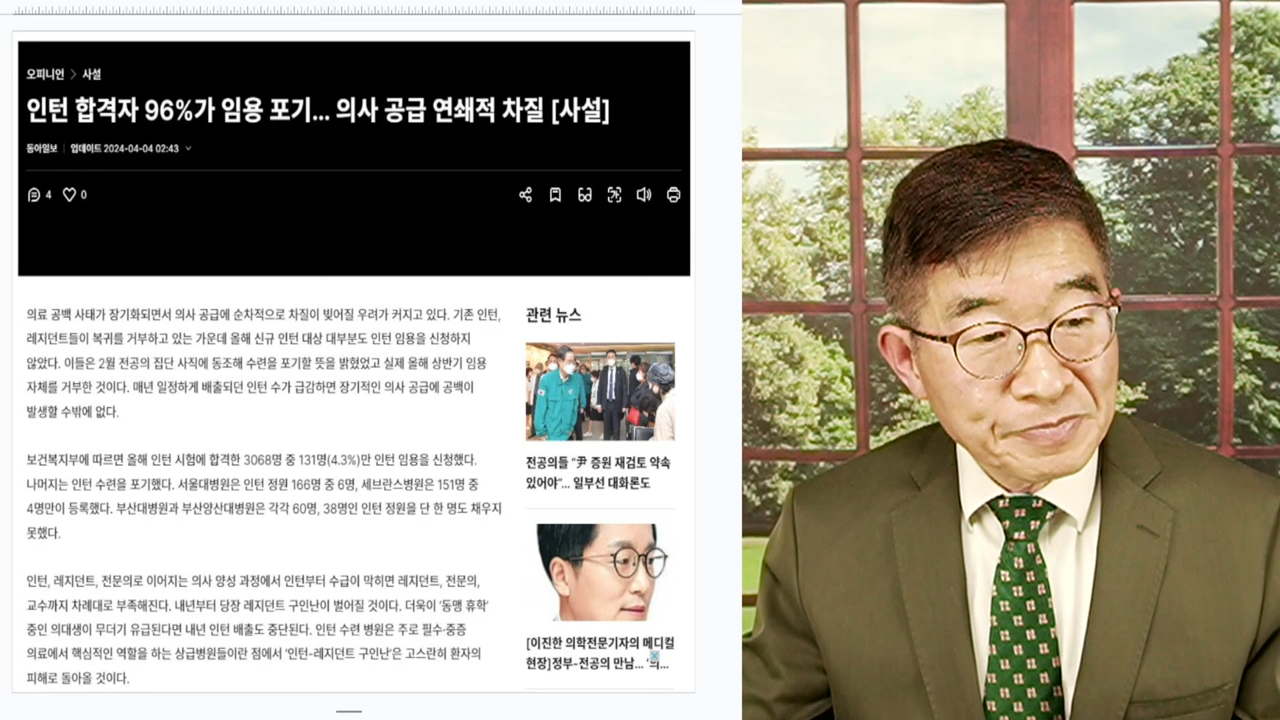 오피니언 > 사설
인턴 합격자 96%가 임용 포기... 의사 공급 연쇄적 차질 [사설]
동아일보 | 업데이트 2024-04-04 02:43
4 0
의료 공백 사태가 장기화되면서 의사 공급에 순차적으로 차질이 빚어질 우려가 커지고 있다. 기존 인턴,
레지던트들이 복귀를 거부하고 있는 가운데 올해 신규 인턴 대상 대부분도 인턴 임용을 신청하지
않았다. 이들은 2월 전공의 집단 사직에 동조해 수련을 포기할 뜻을 밝혔었고 실제 올해 상반기 임용
자체를 거부한 것이다. 매년 일정하게 배출되던 인턴 수가 급감하면 장기적인 의사 공급에 공백이
발생할 수밖에 없다.
보건복지부에 따르면 올해 인턴 시험에 합격한 3068명 중 131명(4.3%)만 인턴 임용을 신청했다.
나머지는 인턴 수련을 포기했다. 서울대병원은 인턴 정원 166명 중 6명, 세브란스병원은 151명 중
4명만이 등록했다. 부산대병원과 부산양산대병원은 각각 60명, 38명인 인턴 정원을 단 한 명도 채우지
못했다.
인턴, 레지던트, 전문의로 이어지는 의사 양성 과정에서 인턴부터 수급이 막히면 레지던트, 전문의,
교수까지 차례대로 부족해진다. 내년부터 당장 레지던트 구인난이 벌어질 것이다. 더욱이 '동맹 휴학'
중인 의대생이 무더기 유급된다면 내년 인턴 배출도 중단된다. 인턴 수련 병원은 주로 필수·중증
의료에서 핵심적인 역할을 하는 상급병원들이란 점에서 '인턴-레지던트 구인난'은 고스란히 환자의
피해로 돌아올 것이다.
관련 뉴스
전공의들 "尹 증원 재검토 약속
있어야"... 일부선 대화론도
[이진한 의학전문기자의 메디컬
현장]정부-전공의 만남... '의...